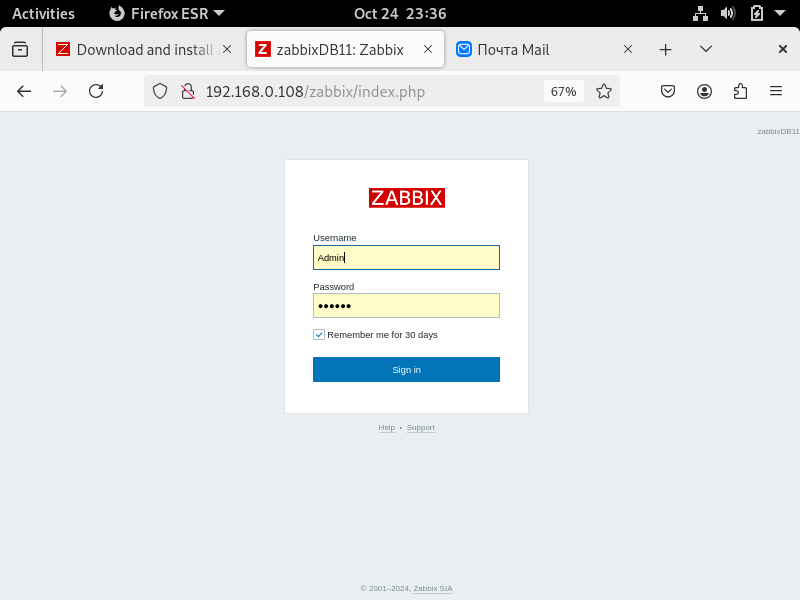 Activities Firefox ESR Oct 24 23:36
Download and install zabbixDB11: Zabbix Почта Mail
192.168.0.108/zabbix/index.php 67%
zabbixDB11
ZABBIX
Username
Admin
Password
Remember me for 30 days
Sign in
Help • Support
© 2001–2024, Zabbix SIA